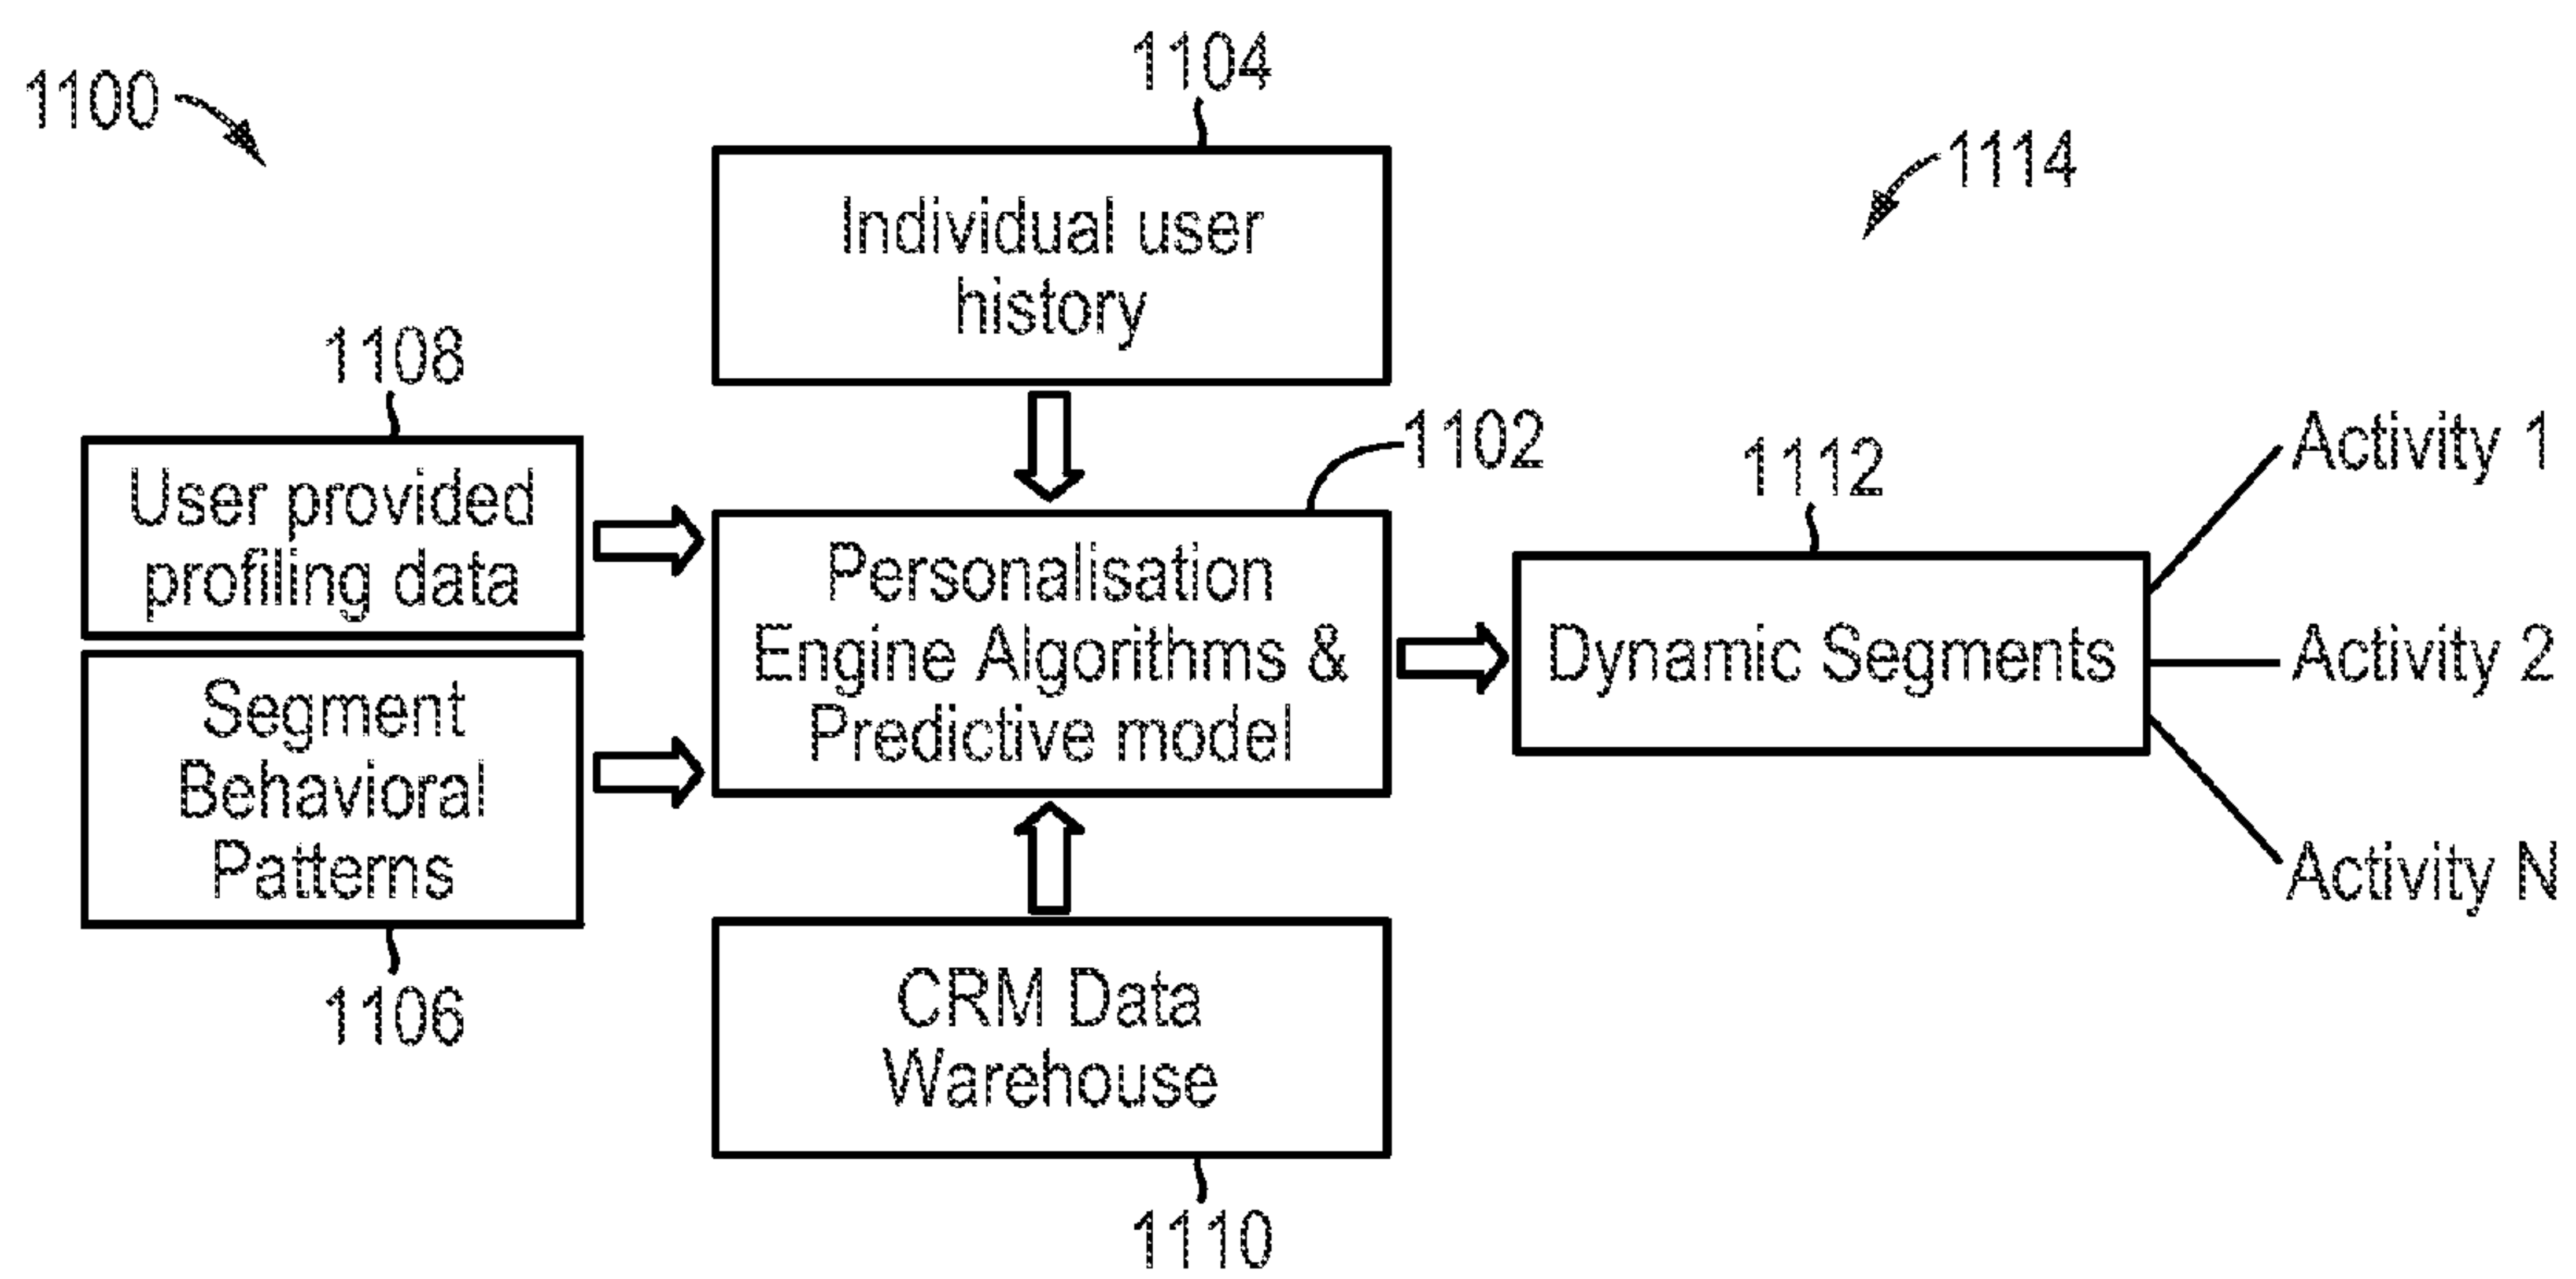 1100
1104
Individual user
history
1114
1108
User provided
profiling data
Segment
Behavioral
Patterns
1106
1102
Personalisation
Engine Algorithms &
Predictive model
CRM Data
Warehouse
1110
1112
Dynamic Segments
Activity 1
Activity 2
Activity N